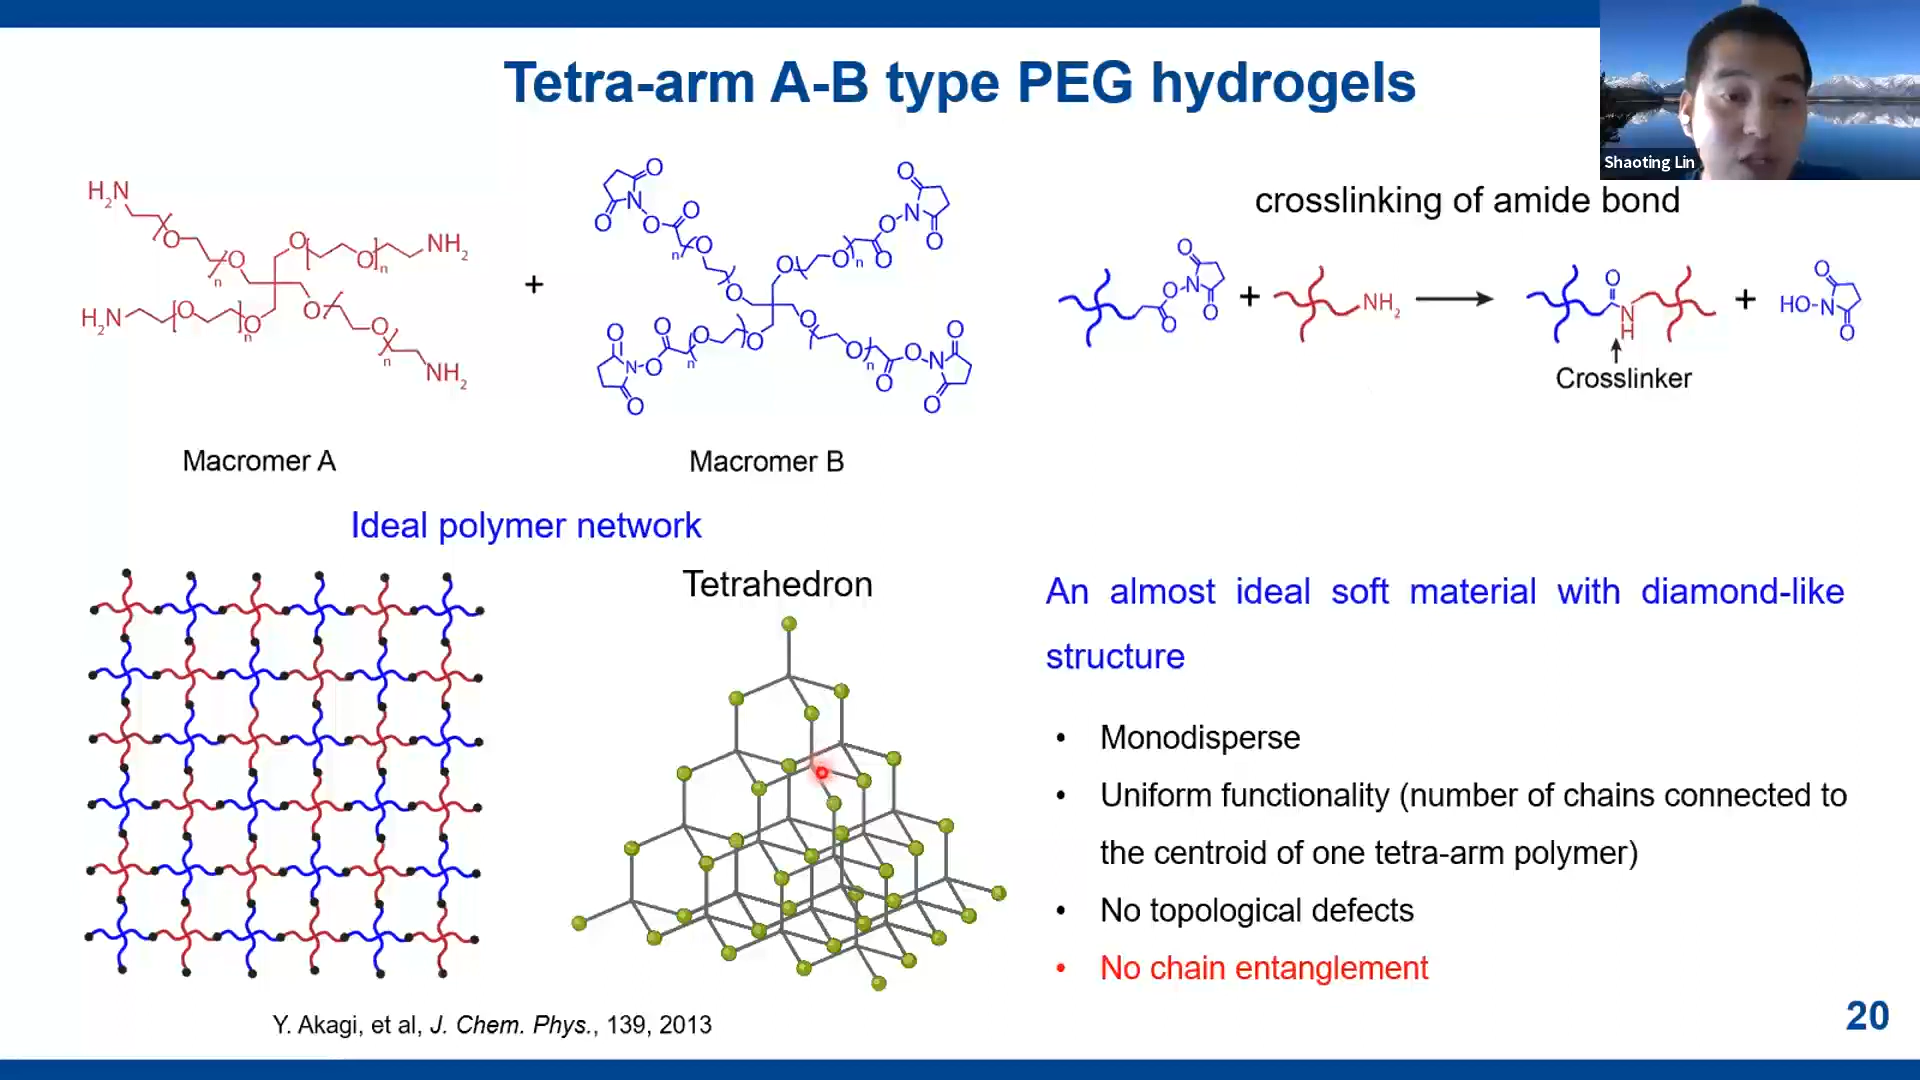 Tetra-arm A-B type PEG hydrogels
Shaoting Lin
crosslinking of amide bond
H₂N
NH₂
H₂N
NH₂
+
+
NH₂
+
HO-N
Crosslinker
Macromer A
Macromer B
Ideal polymer network
Tetrahedron
An almost ideal soft material with diamond-like
structure
• Monodisperse
• Uniform functionality (number of chains connected to
the centroid of one tetra-arm polymer)
• No topological defects
• No chain entanglement
Y. Akagi, et al, J. Chem. Phys., 139, 2013
20